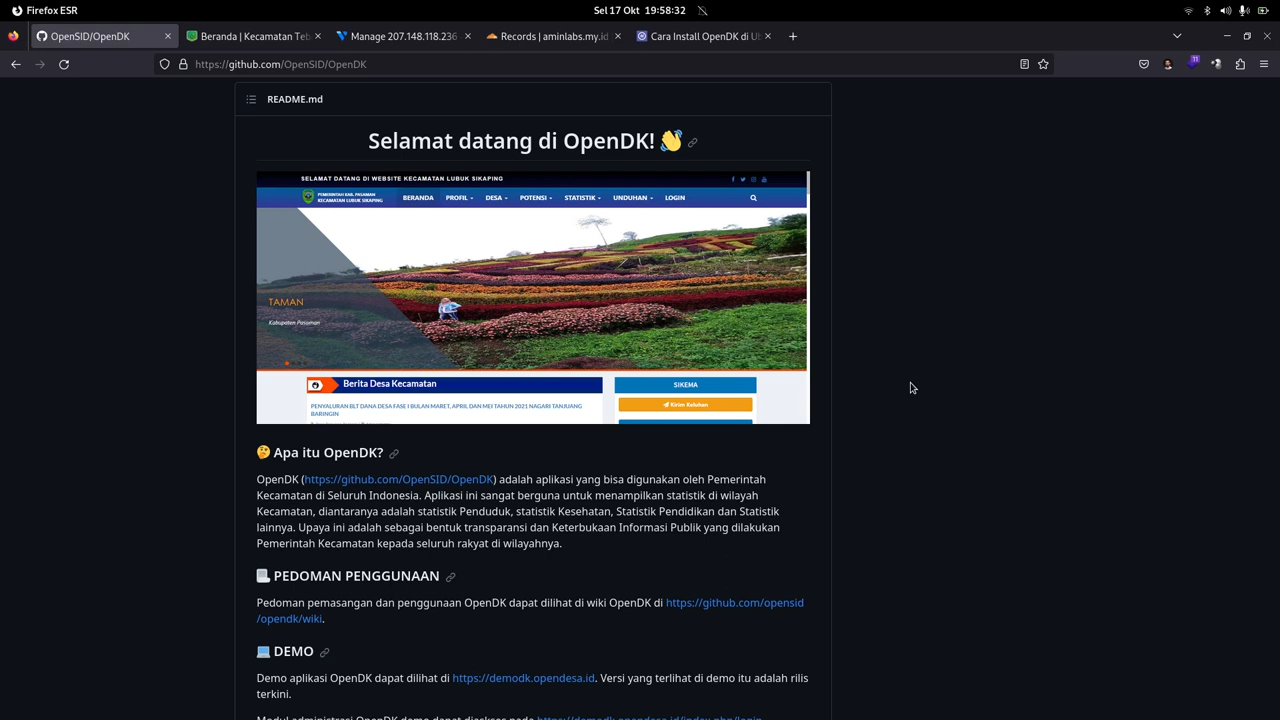 Firefox ESR
Sel 17 Okt 19:58:32
OpenSID/OpenDK
Beranda | Kecamatan Teb
Manage 207.148.118.236
Records | aminlabs.my.id
Cara Install OpenDK di Ub
https://github.com/OpenSID/OpenDK
11
README.md
Selamat datang di OpenDK! 👋
SELAMAT DATANG DI WEBSITE KECAMATAN LUBUK SIKAPING
PEMERINTAH KAB. PASAMAN
KECAMATAN LUBUK SIKAPING
BERANDA PROFIL DESA POTENSI STATISTIK UNDUHAN LOGIN
TAMAN
Kabupaten Pasaman
Berita Desa Kecamatan
SIKEMA
PENYALURAN BLT DANA DESA FASE I BULAN MARET, APRIL DAN MEI TAHUN 2021 NAGARI TANJUANG
BARINGIN
Kirim Keluhan
🤔 Apa itu OpenDK?
OpenDK (https://github.com/OpenSID/OpenDK) adalah aplikasi yang bisa digunakan oleh Pemerintah
Kecamatan di Seluruh Indonesia. Aplikasi ini sangat berguna untuk menampilkan statistik di wilayah
Kecamatan, diantaranya adalah statistik Penduduk, statistik Kesehatan, Statistik Pendidikan dan Statistik
lainnya. Upaya ini adalah sebagai bentuk transparansi dan Keterbukaan Informasi Publik yang dilakukan
Pemerintah Kecamatan kepada seluruh rakyat di wilayahnya.
📃 PEDOMAN PENGGUNAAN
Pedoman pemasangan dan penggunaan OpenDK dapat dilihat di wiki OpenDK di https://github.com/opensid
/opendk/wiki.
💻 DEMO
Demo aplikasi OpenDK dapat dilihat di https://demodk.opendesa.id. Versi yang terlihat di demo itu adalah rilis
terkini.
Modul administrasi OpenDK demo dapat diakses pada https://demodk.opendesa.id/index.php/login